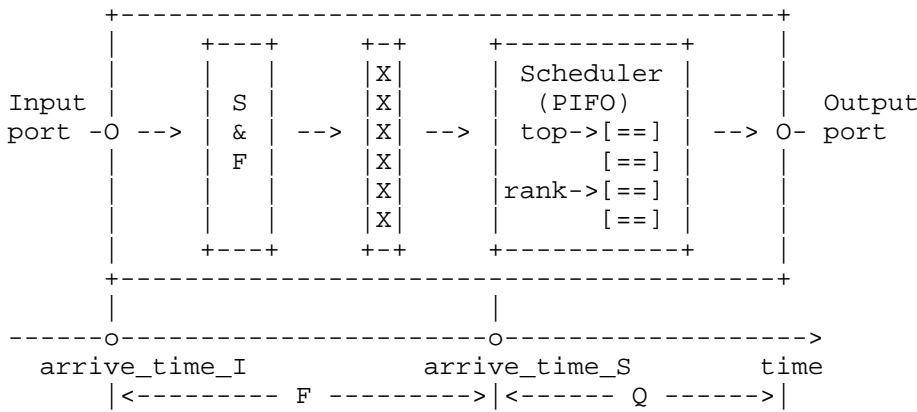 +---------------------------------------+
|    +---+    +-+    +-----------+    |
|    |   |    |X|    | Scheduler |    |
Input | | S | |X| | (PIFO) | | Output
port -O --> | & | --> |X| --> | top->[==] | --> O- port
| | F | |X| | [==] | |
| | | |X| |rank->[==] | |
| | | |X| | [==] | |
|    +---+    +-+    +-----------+    |
+---------------------------------------+
| |
------o-----------------------o------------------->
arrive_time_I arrive_time_S time
|<--------- F --------->|<------ Q ------>|